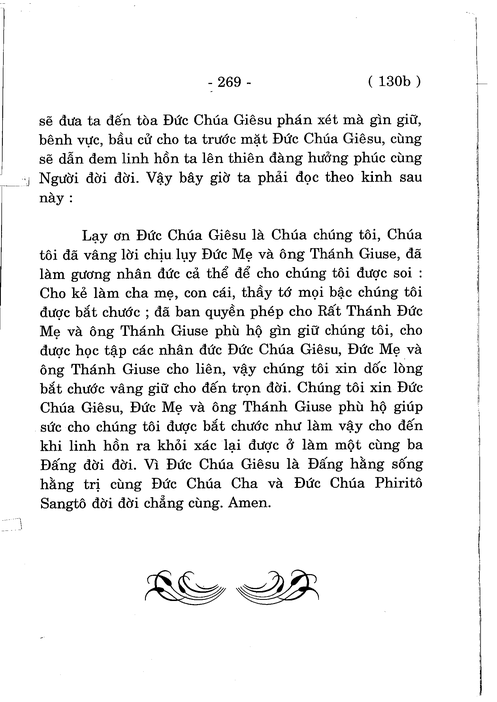 - 269 -
( 130b )
sẽ đưa ta đến tòa Đức Chúa Giêsu phán xét mà gìn giữ,
bênh vực, bầu cử cho ta trước mặt Đức Chúa Giêsu, cùng
sẽ dẫn đem linh hồn ta lên thiên đàng hưởng phúc cùng
Người đời đời. Vậy bây giờ ta phải đọc theo kinh sau
này :
Lạy ơn Đức Chúa Giêsu là Chúa chúng tôi, Chúa
tôi đã vâng lời chịu lụy Đức Mẹ và ông Thánh Giuse, đã
làm gương nhân đức cả thể để cho chúng tôi được soi :
Cho kẻ làm cha mẹ, con cái, thầy tớ mọi bậc chúng tôi
được bắt chước ; đã ban quyền phép cho Rất Thánh Đức
Mẹ và ông Thánh Giuse phù hộ gìn giữ chúng tôi, cho
được học tập các nhân đức Đức Chúa Giêsu, Đức Mẹ và
ông Thánh Giuse cho liên, vậy chúng tôi xin dốc lòng
bắt chước vâng giữ cho đến trọn đời. Chúng tôi xin Đức
Chúa Giêsu, Đức Mẹ và ông Thánh Giuse phù hộ giúp
sức cho chúng tôi được bắt chước như làm vậy cho đến
khi linh hồn ra khỏi xác lại được ở làm một cùng ba
Đấng đời đời. Vì Đức Chúa Giêsu là Đấng hằng sống
hằng trị cùng Đức Chúa Cha và Đức Chúa Phiritô
Sangtô đời đời chẳng cùng. Amen.